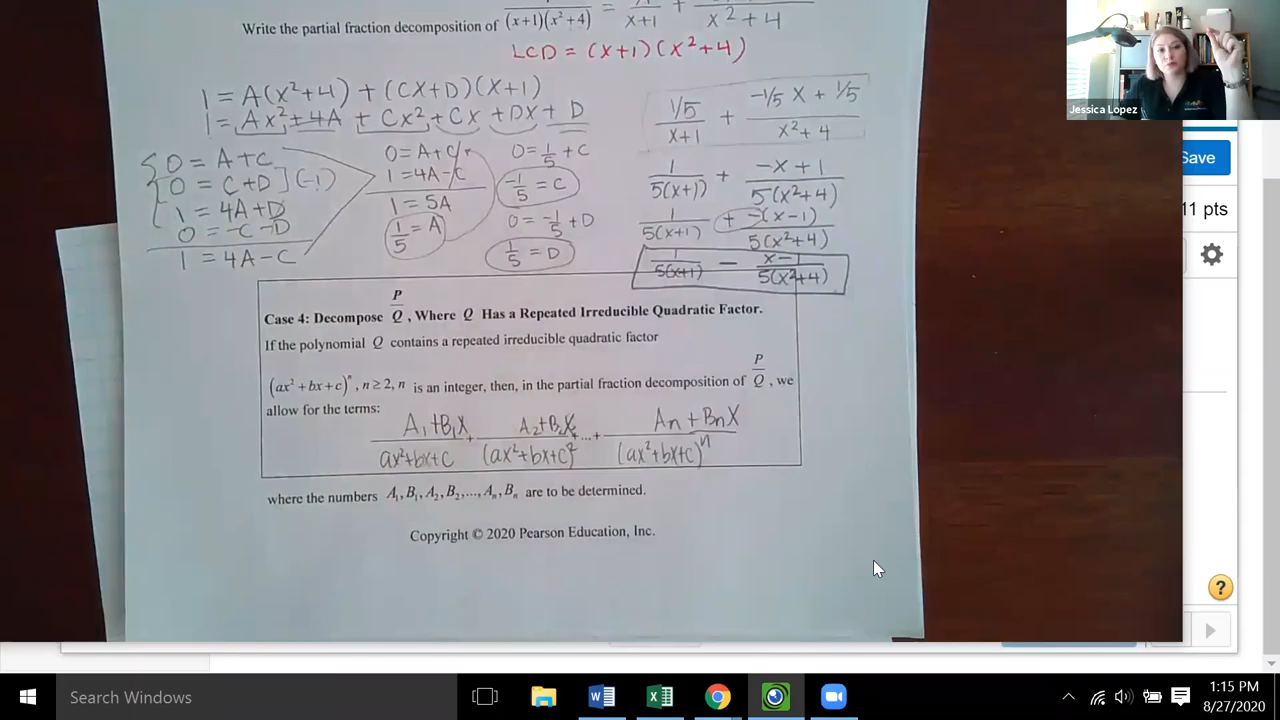 Write the partial fraction decomposition of (x+1)(x²+4) = x+1 + x²+4
LCD = (x+1)(x²+4)
1 = A(x²+4) + (Cx+D)(x+1)
1 = Ax²+4A + Cx²+Cx +Dx+ D
0 = A+C
0 = C+D ](-1)
1 = 4A+D
0 = -C-D
1 = 4A-C
0=A+C
1=4A-C
1 = 5A
1/5 = A
0=1/5+C
-1/5 = C
0 = -1/5+D
1/5 = D
1/5 / x+1 + -1/5 x + 1/5 / x²+4
1 / 5(x+1) + -x+1 / 5(x²+4)
1 / 5(x+1) + -(x-1) / 5(x²+4)
1 / 5(x+1) - x-1 / 5(x²+4)
Case 4: Decompose P/Q, Where Q Has a Repeated Irreducible Quadratic Factor.
If the polynomial Q contains a repeated irreducible quadratic factor
(ax²+bx+c)ⁿ, n≥2, n is an integer, then, in the partial fraction decomposition of P/Q, we
allow for the terms:
A₁+B₁X / ax²+bx+c + A₂+B₂X / (ax²+bx+c)² +...+ An+BnX / (ax²+bx+c)ⁿ
where the numbers A₁,B₁,A₂,B₂,...,Aₙ,Bₙ are to be determined.
Copyright © 2020 Pearson Education, Inc.
Jessica Lopez
Save
11 pts
?
Search Windows
1:15 PM
8/27/2020